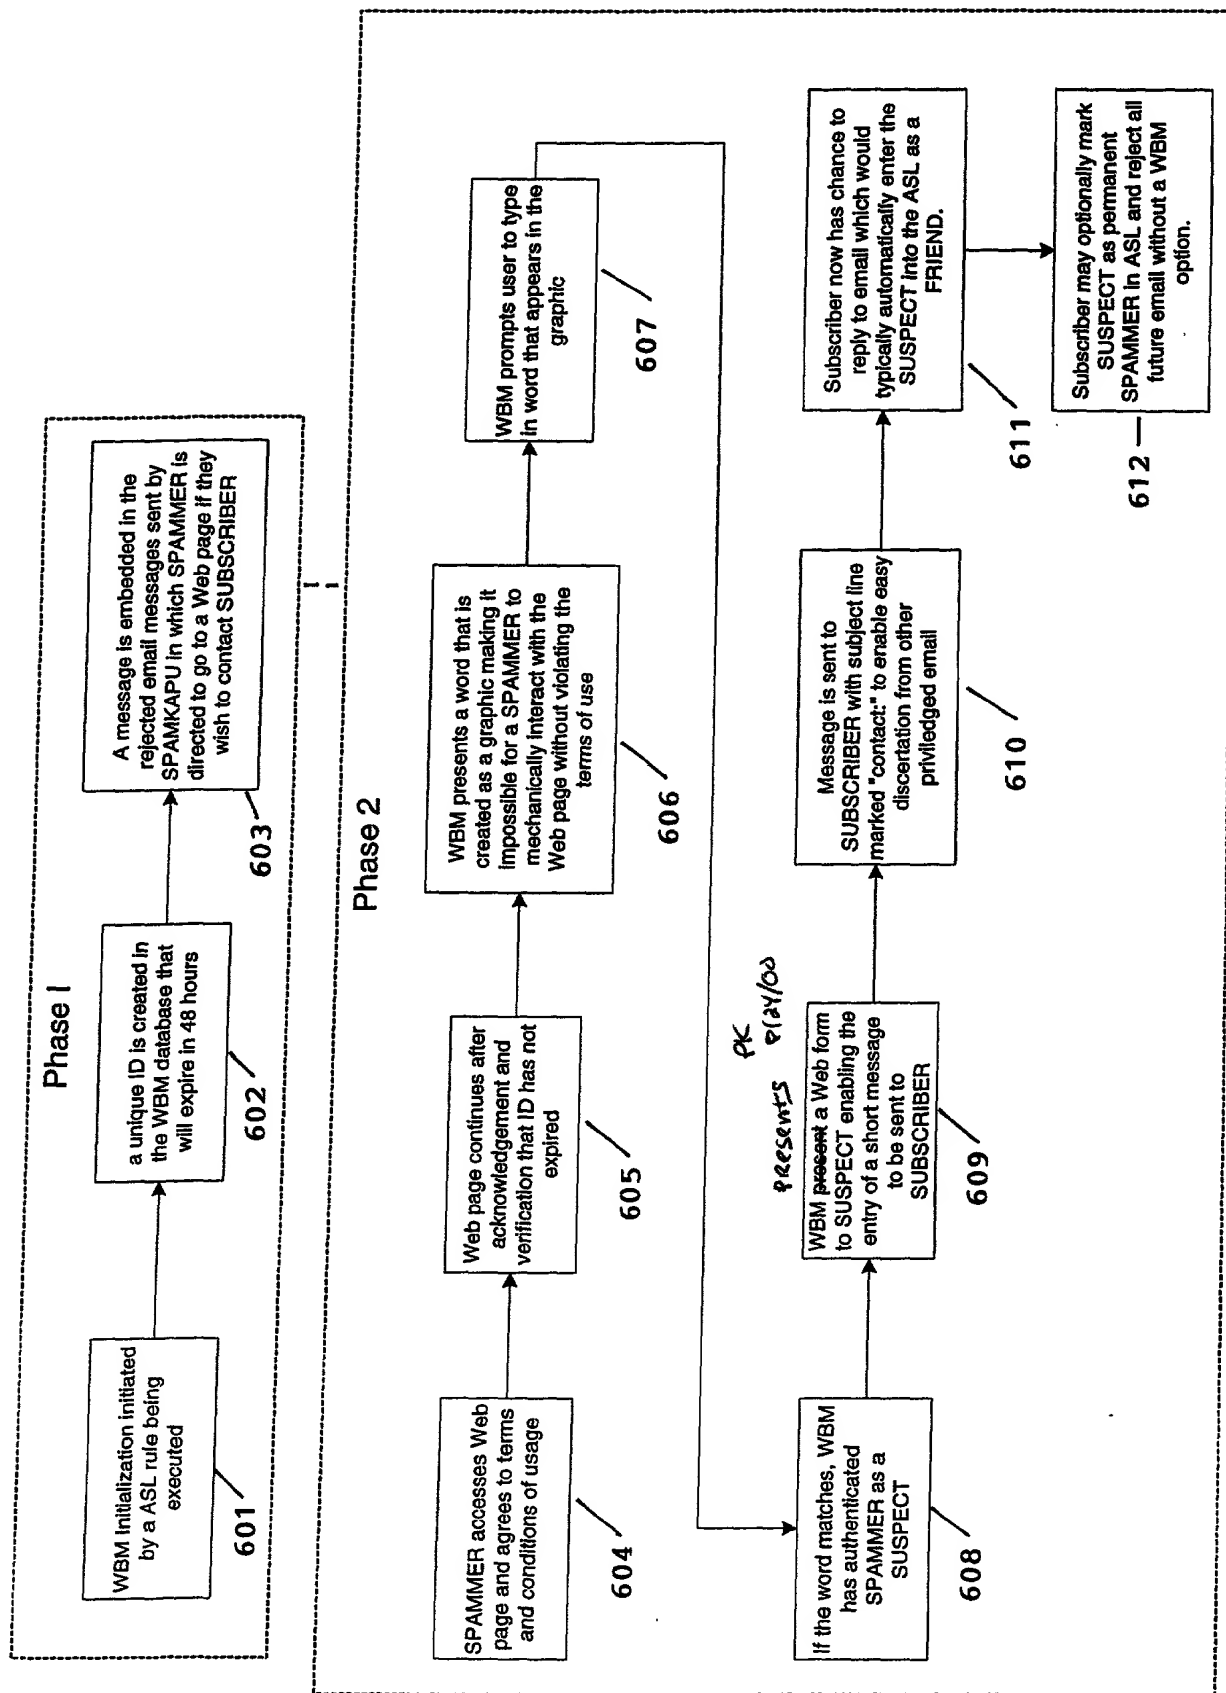 Phase I
WBM Initialization initiated
by a ASL rule being
executed
601
a unique ID is created in
the WBM database that
will expire in 48 hours
602
A message is embedded in the
rejected email messages sent by
SPAMKAPU in which SPAMMER is
directed to go to a Web page if they
wish to contact SUBSCRIBER
603
Phase 2
SPAMMER accesses Web
page and agrees to terms
and conditions of usage
604
Web page continues after
acknowledgement and
verification that ID has not
expired
605
WBM presents a word that is
created as a graphic making it
impossible for a SPAMMER to
mechanically interact with the
Web page without violating the
terms of use
606
WBM prompts user to type
in word that appears in the
graphic
607
If the word matches, WBM
has authenticated
SPAMMER as a
SUSPECT
608
presents PK
WBM present a Web form
to SUSPECT enabling the
entry of a short message
to be sent to
SUBSCRIBER
609
Message is sent to
SUBSCRIBER with subject line
marked "contact:" to enable easy
discertation from other
priviledged email
610
Subscriber now has chance to
reply to email which would
typically automatically enter the
SUSPECT into the ASL as a
FRIEND.
611
Subscriber may optionally mark
SUSPECT as permanent
SPAMMER in ASL and reject all
future email without a WBM
option.
612